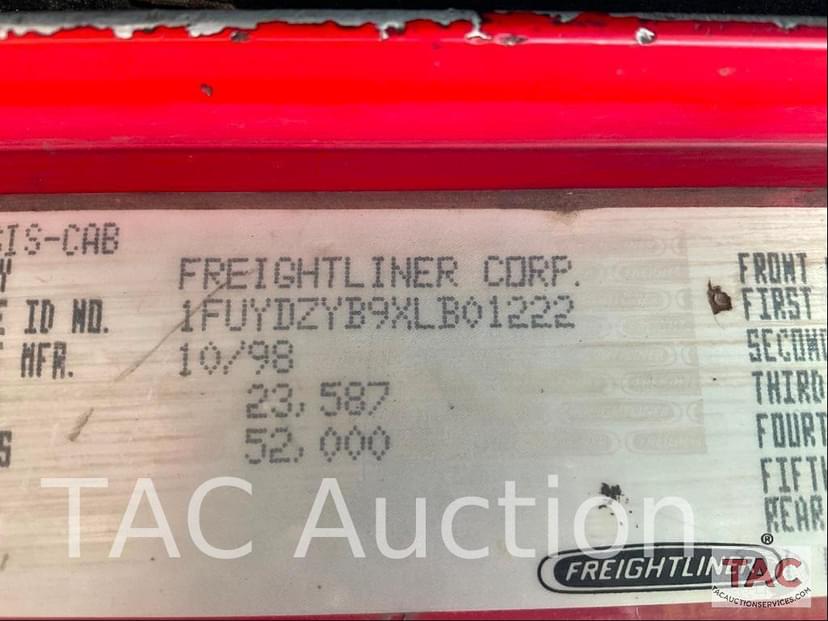 SIS-CAB
Y FREIGHTLINER CORP.
E ID NO. 1FUYDZYB9XLB01222
MFR. 10/98
23,587
S 52,000
FRONT
FIRST
SECOND
THIRD
FOURT
FIFTH
REAR
TAC Auction
FREIGHTLINER®
TAC
TACAUCTIONSERVICES.COM